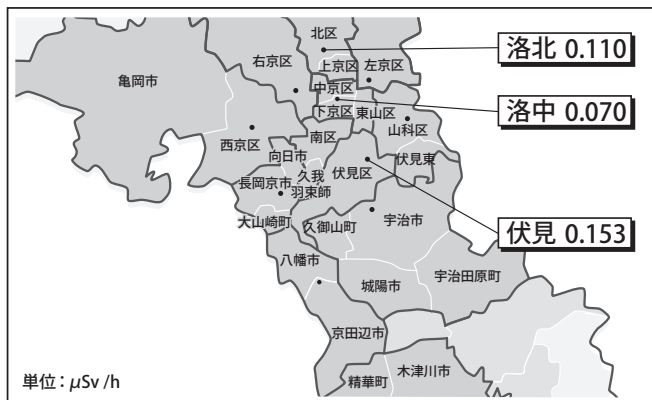 北区
洛北 0.110
右京区
上京区
左京区
亀岡市
中京区
洛中 0.070
下京区
東山区
山科区
西京区
南区
向日市
伏見区
伏見東
久我
羽束師
長岡京市
大山崎町
久御山町
宇治市
伏見 0.153
八幡市
城陽市
宇治田原町
京田辺市
木津川市
精華町
単位：μSv /h